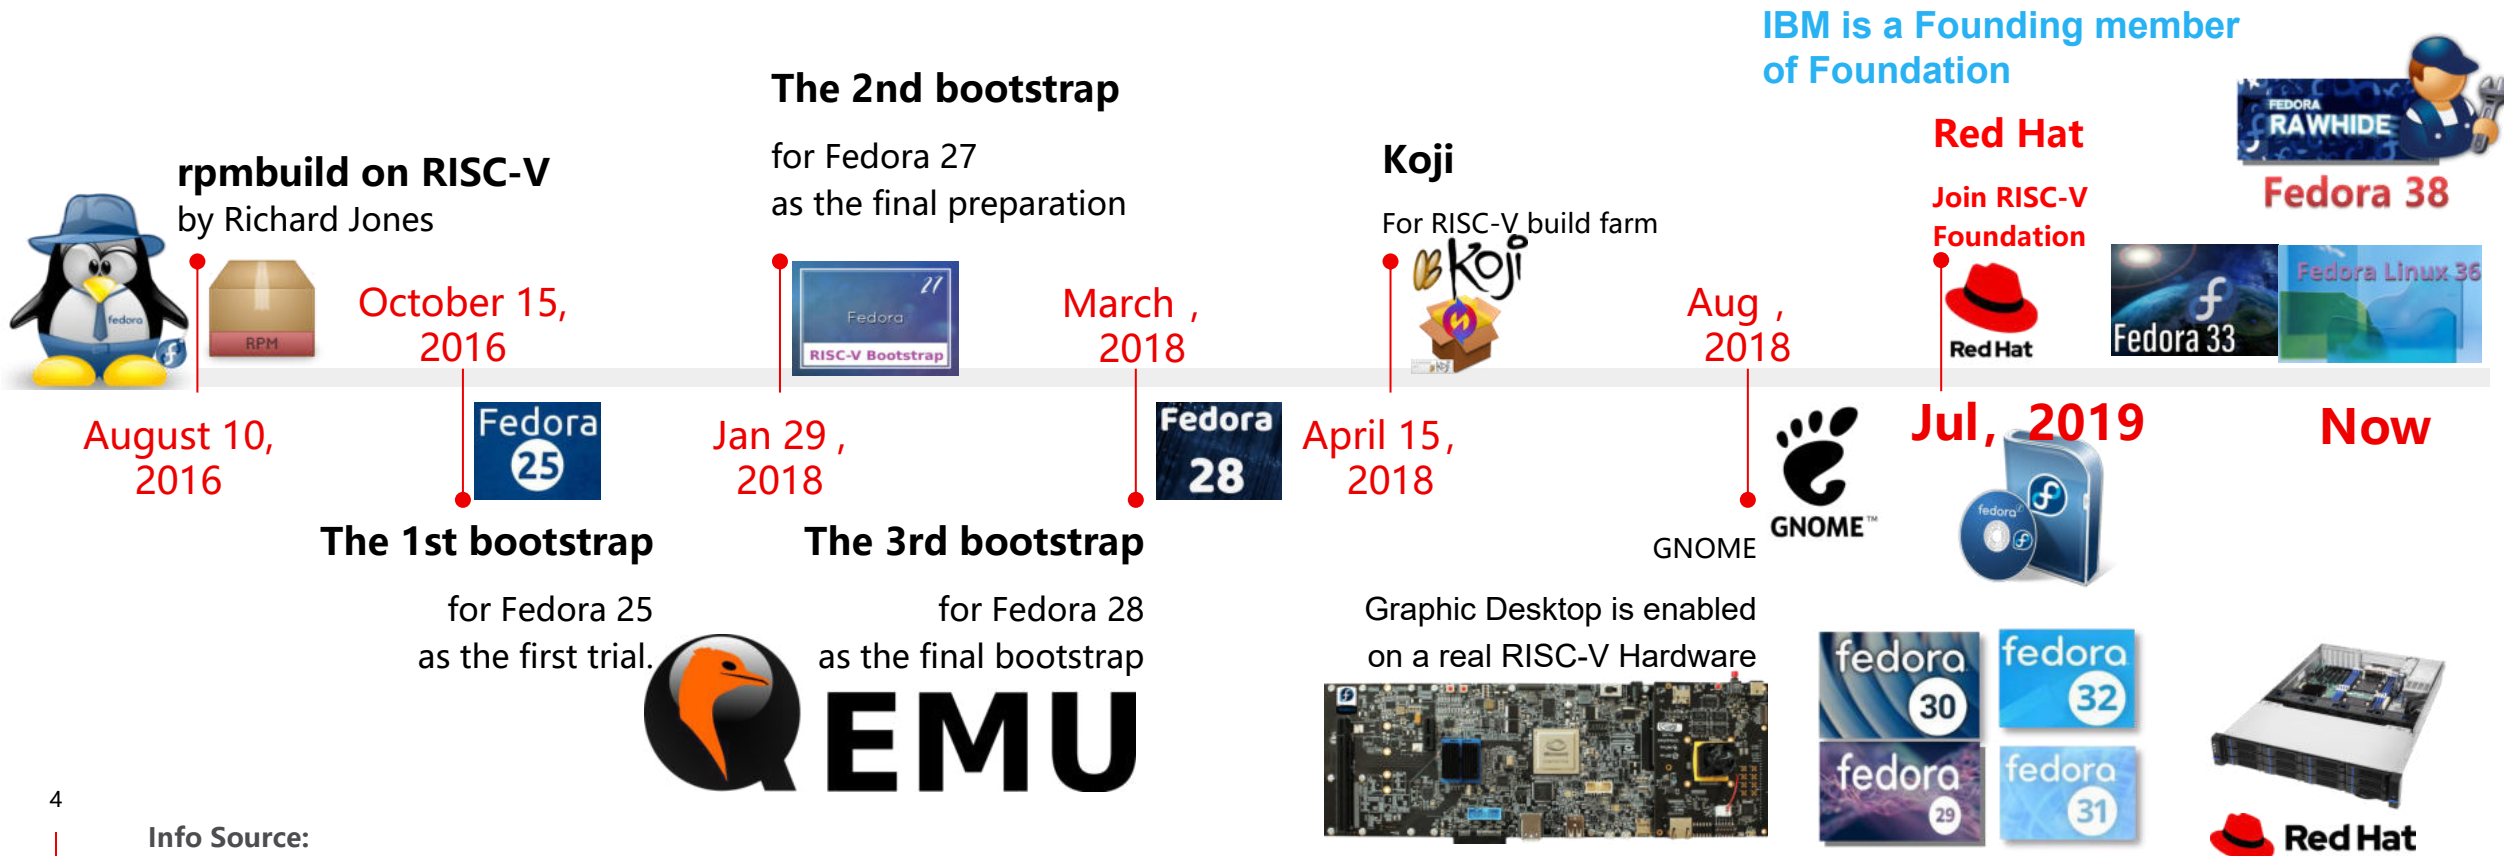 IBM is a Founding member
of Foundation
The 2nd bootstrap
for Fedora 27
as the final preparation
rpmbuild on RISC-V
by Richard Jones
Koji
For RISC-V build farm
Red Hat
Join RISC-V
Foundation
FEDORA
RAWHIDE
Fedora 38
fedora
RPM
October 15,
2016
27
Fedora
RISC-V Bootstrap
March ,
2018
Koji
Aug ,
2018
Red Hat
Fedora 33
Fedora Linux 36
August 10,
2016
Fedora
25
Jan 29 ,
2018
Fedora
28
April 15,
2018
GNOME™
Jul, 2019
fedora
Now
The 1st bootstrap
for Fedora 25
as the first trial.
The 3rd bootstrap
for Fedora 28
as the final bootstrap
EMU
GNOME
Graphic Desktop is enabled
on a real RISC-V Hardware
fedora
30
fedora
32
fedora
29
fedora
31
Red Hat
4
Info Source: